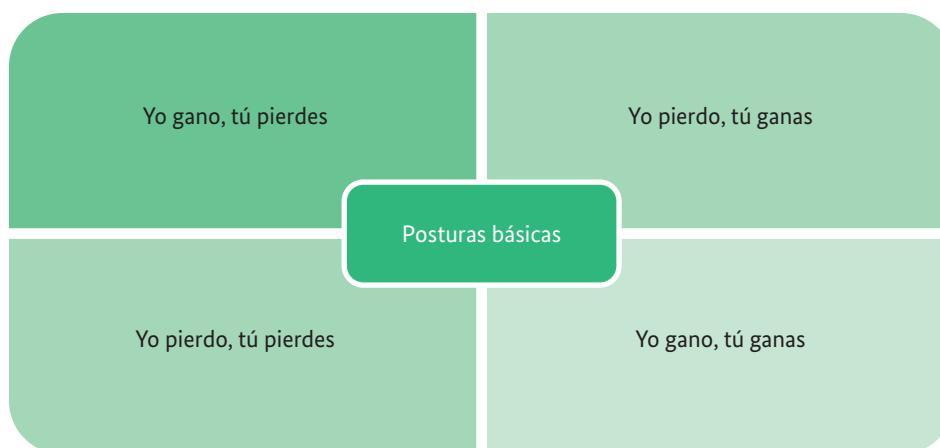 Yo gano, tú pierdes
Yo pierdo, tú ganas
Posturas básicas
Yo pierdo, tú pierdes
Yo gano, tú ganas